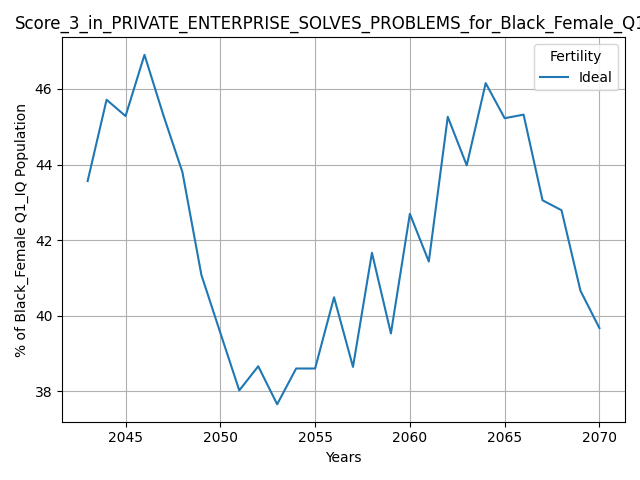 Score_3_in_PRIVATE_ENTERPRISE_SOLVES_PROBLEMS_for_Black_Female_Q1
Fertility
Ideal
% of Black_Female Q1_IQ Population
46
44
42
40
38
2045 2050 2055 2060 2065 2070
Years